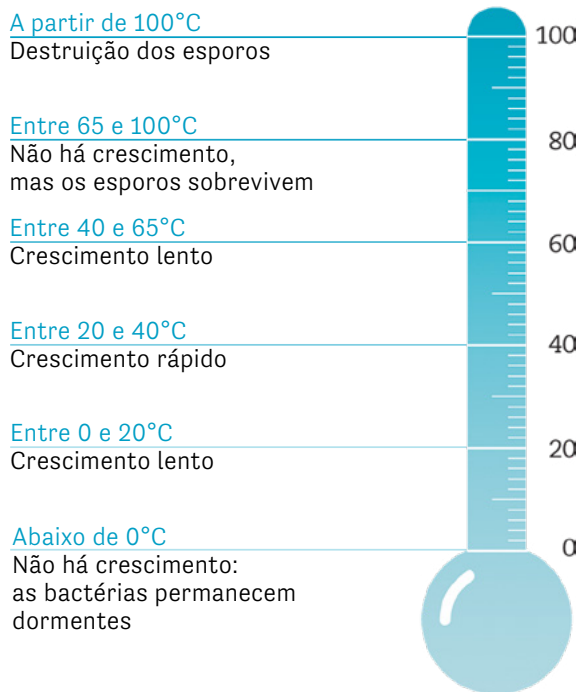 A partir de 100°C
Destruição dos esporos
100
Entre 65 e 100°C
Não há crescimento,
mas os esporos sobrevivem
80
Entre 40 e 65°C
Crescimento lento
60
Entre 20 e 40°C
Crescimento rápido
40
Entre 0 e 20°C
Crescimento lento
20
Abaixo de 0°C
Não há crescimento:
as bactérias permanecem
dormentes
0